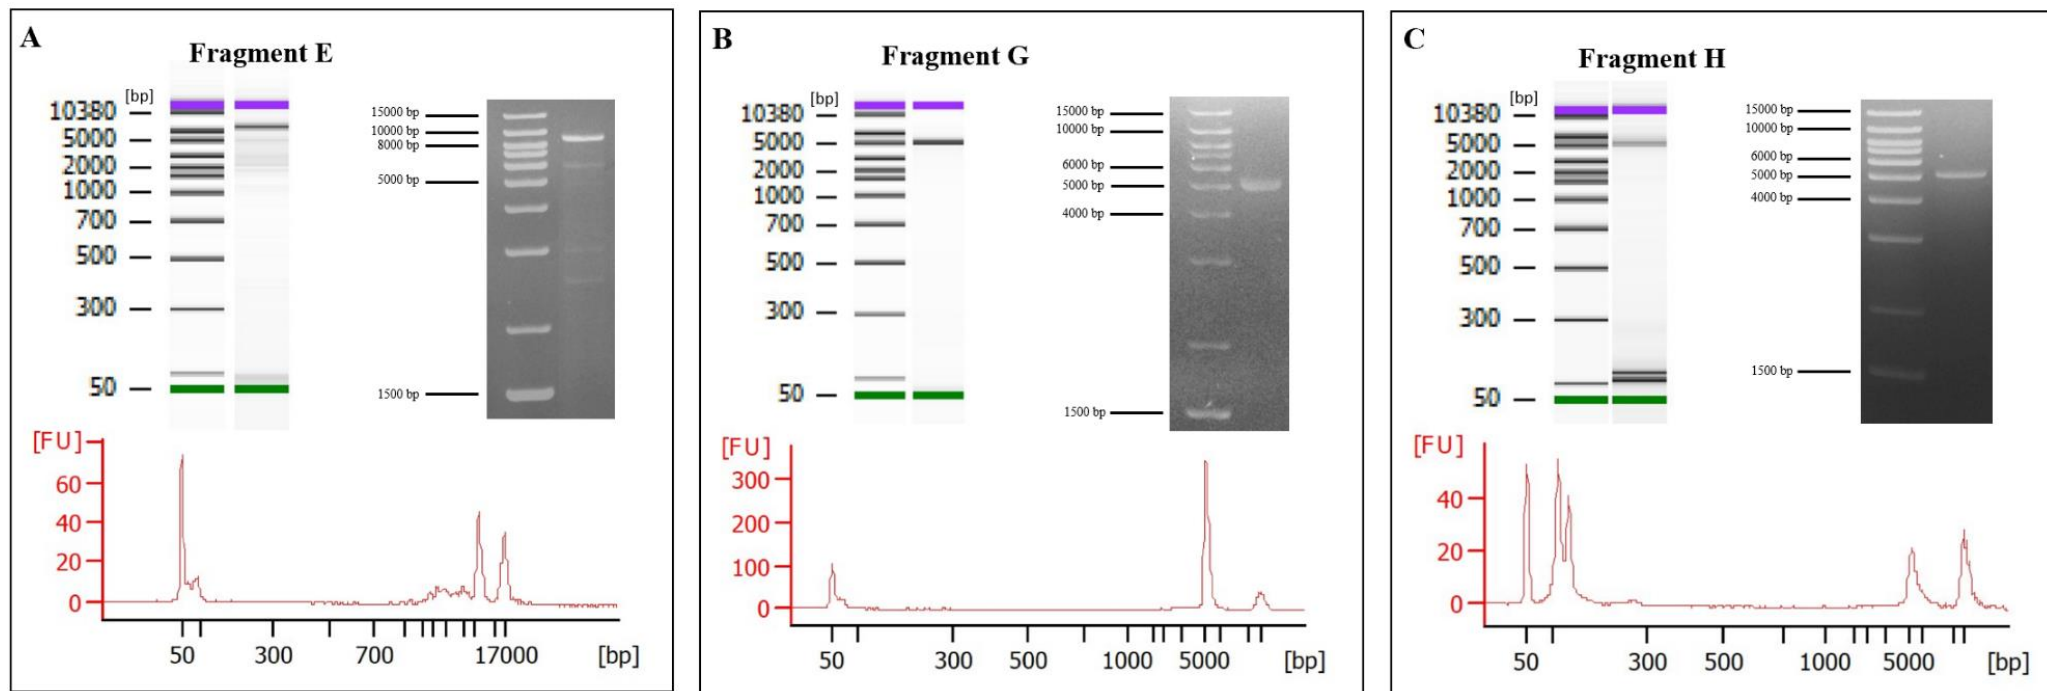 A
Fragment E
[bp]
10380
5000
2000
1000
700
500
300
50
15000 bp
10000 bp
8000 bp
5000 bp
1500 bp
[FU]
60
40
20
0
50 300 700 17000 [bp]
B
Fragment G
[bp]
10380
5000
2000
1000
700
500
300
50
15000 bp
10000 bp
6000 bp
5000 bp
4000 bp
1500 bp
[FU]
300
200
100
0
50 300 500 1000 5000 [bp]
C
Fragment H
[bp]
10380
5000
2000
1000
700
500
300
50
15000 bp
10000 bp
6000 bp
5000 bp
4000 bp
1500 bp
[FU]
40
20
0
50 300 500 1000 5000 [bp]